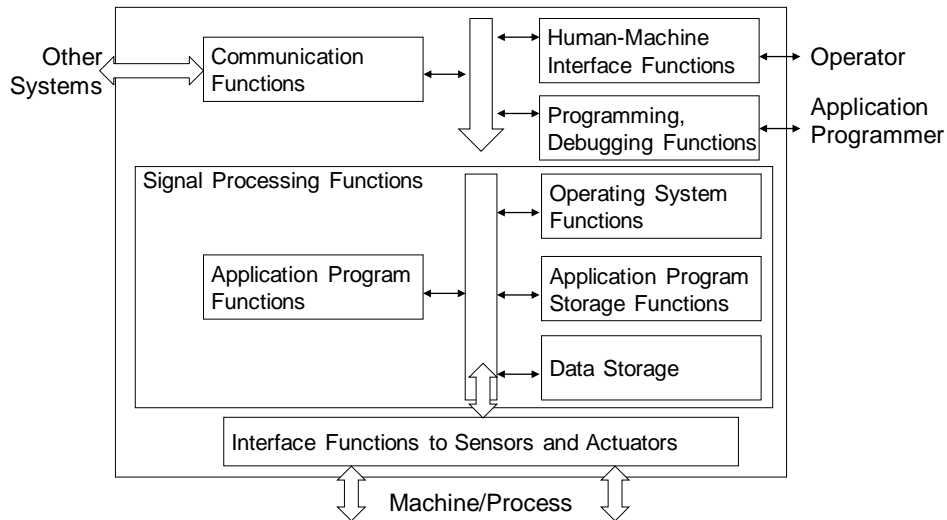 Other
Systems
Communication
Functions
Human-Machine
Interface Functions
Operator
Programming,
Debugging Functions
Application
Programmer
Signal Processing Functions
Operating System
Functions
Application Program
Functions
Application Program
Storage Functions
Data Storage
Interface Functions to Sensors and Actuators
Machine/Process